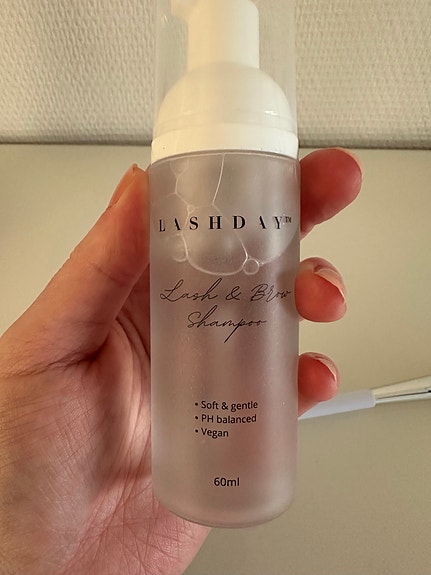 LASHDAY™
Lash & Brow
Shampoo
• Soft & gentle
• PH balanced
• Vegan
60ml